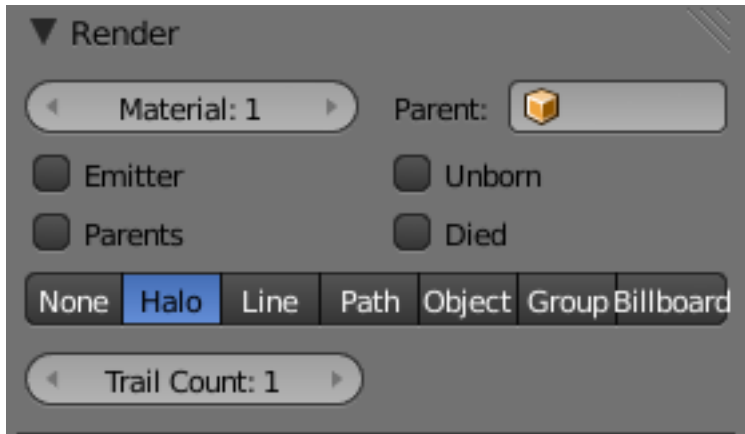 Render
Material: 1 Parent:
Emitter Unborn
Parents Died
None Halo Line Path Object Group Billboard
Trail Count: 1